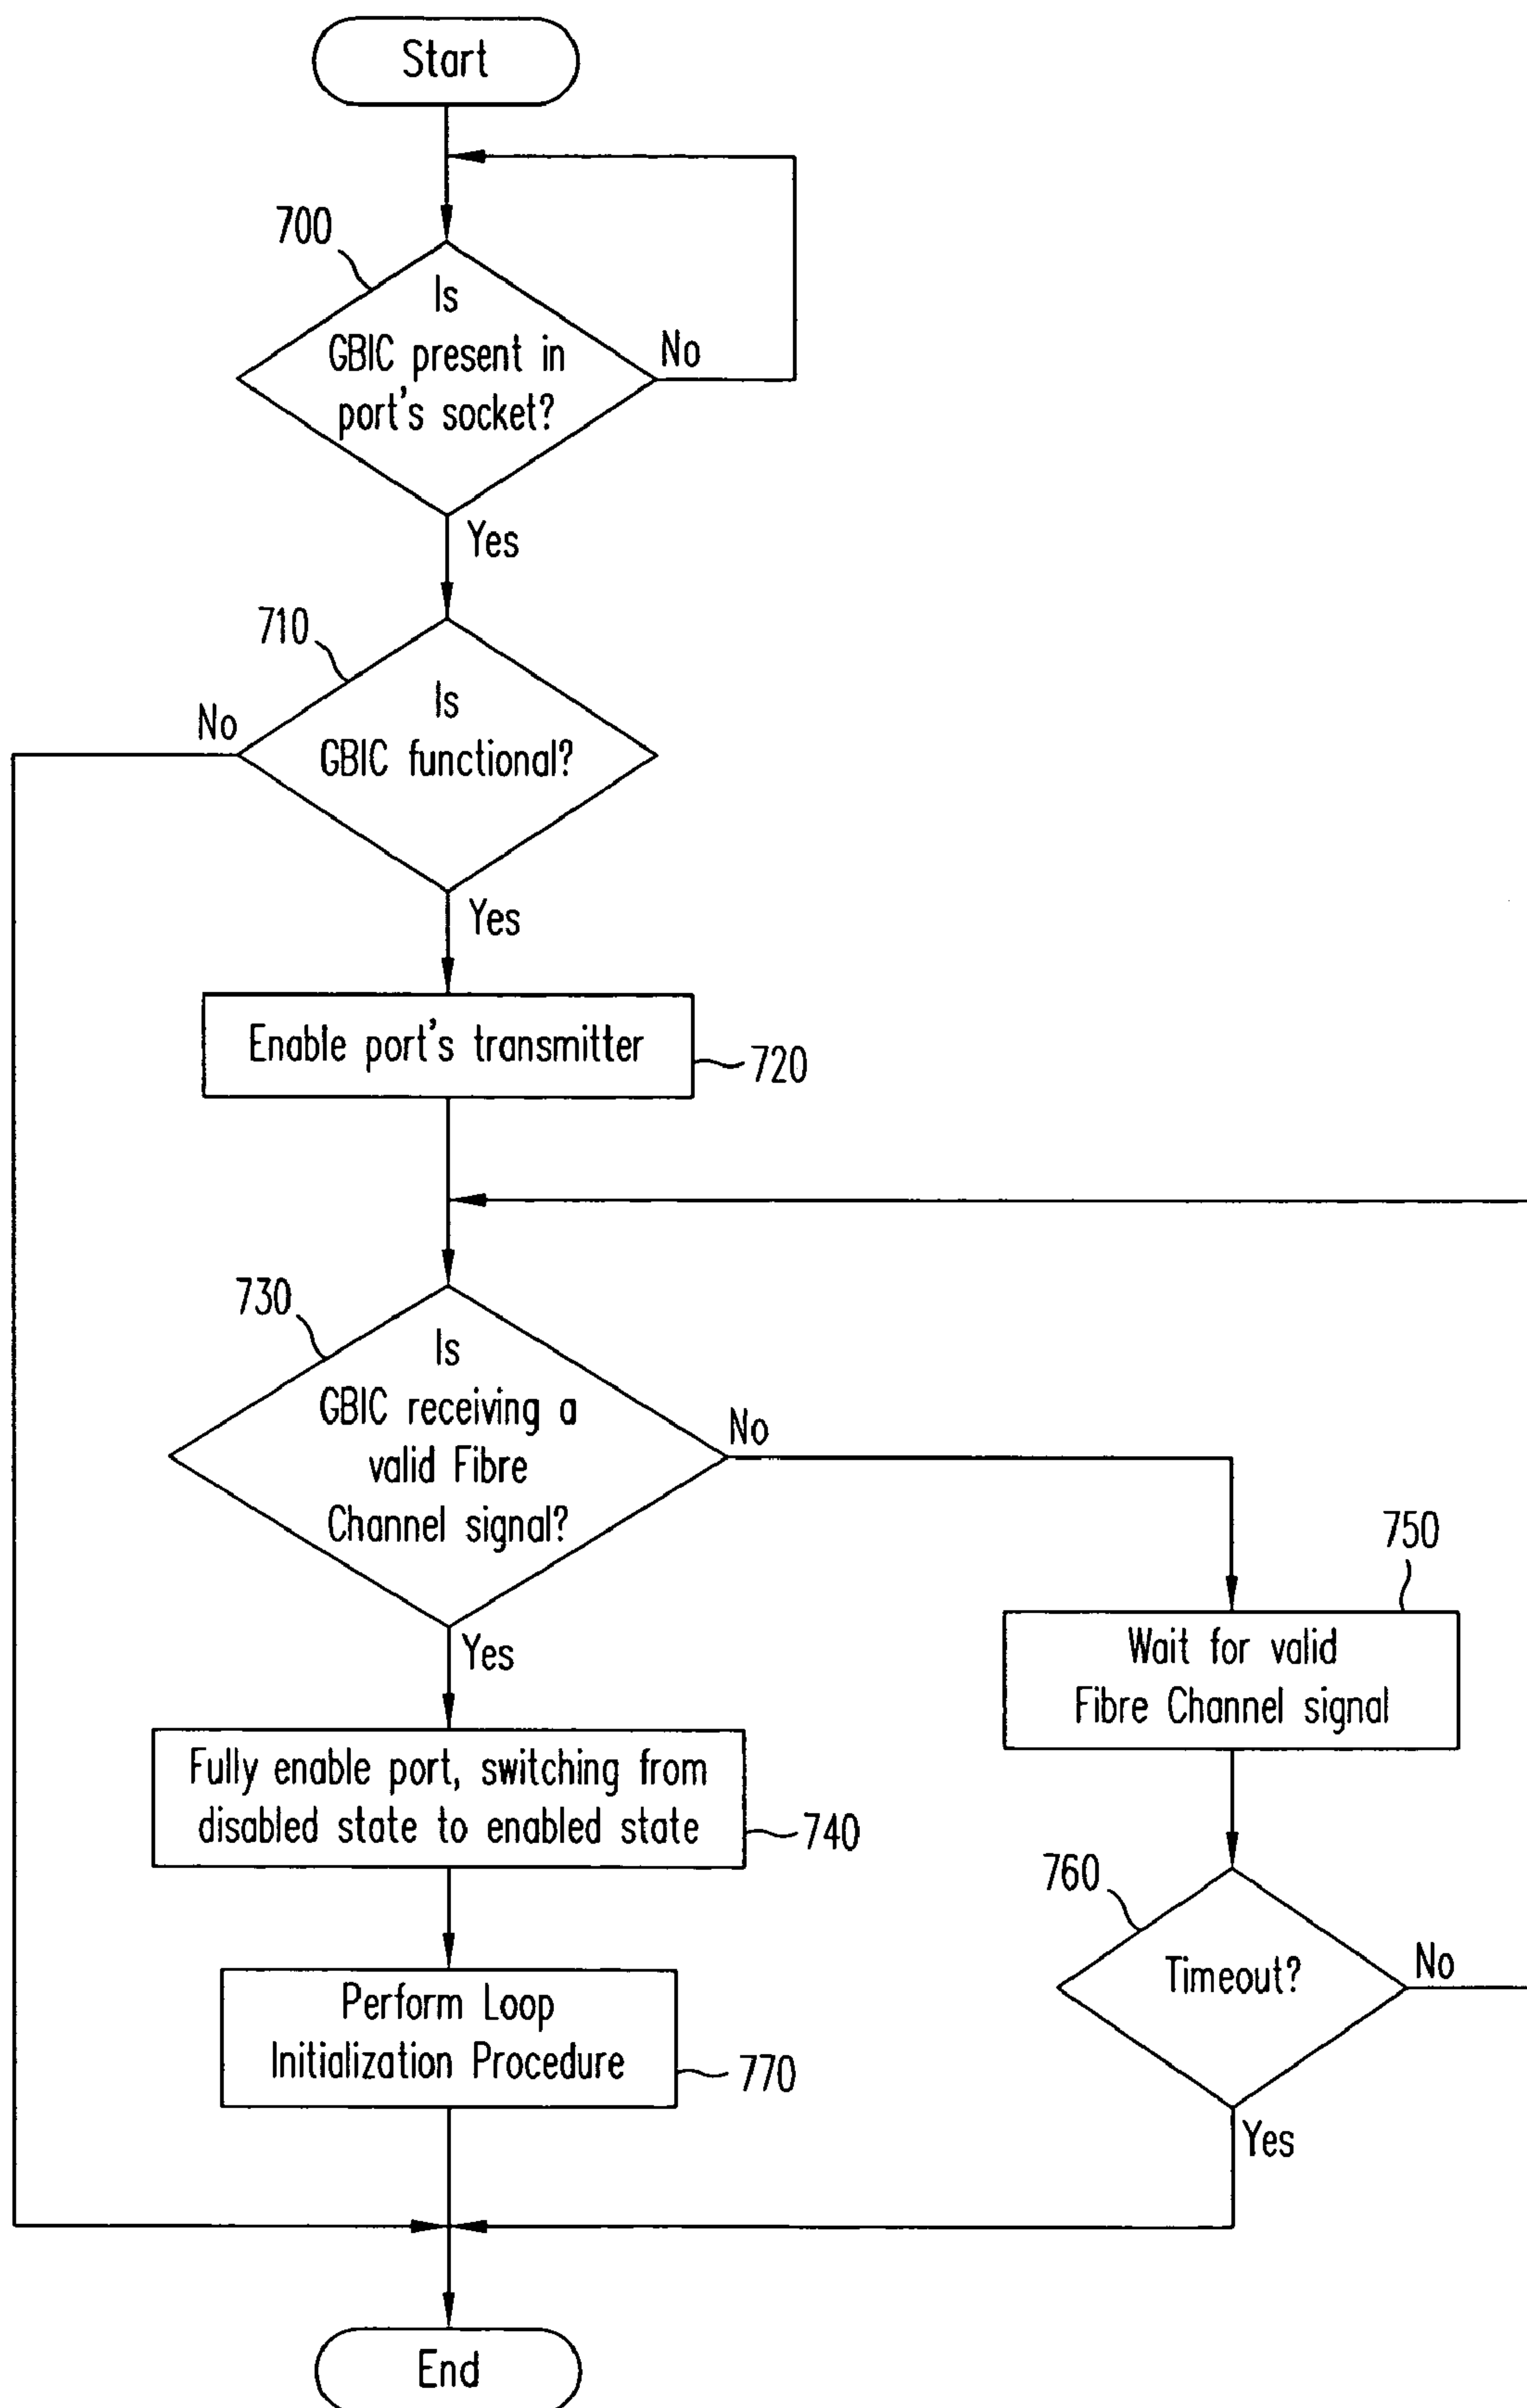 Start
700
Is
GBIC present in
port's socket?
No
Yes
710
Is
GBIC functional?
No
Yes
Enable port's transmitter
720
730
Is
GBIC receiving a
valid Fibre
Channel signal?
No
Yes
750
Wait for valid
Fibre Channel signal
Fully enable port, switching from
disabled state to enabled state
740
760
Timeout?
No
Yes
Perform Loop
Initialization Procedure
770
End